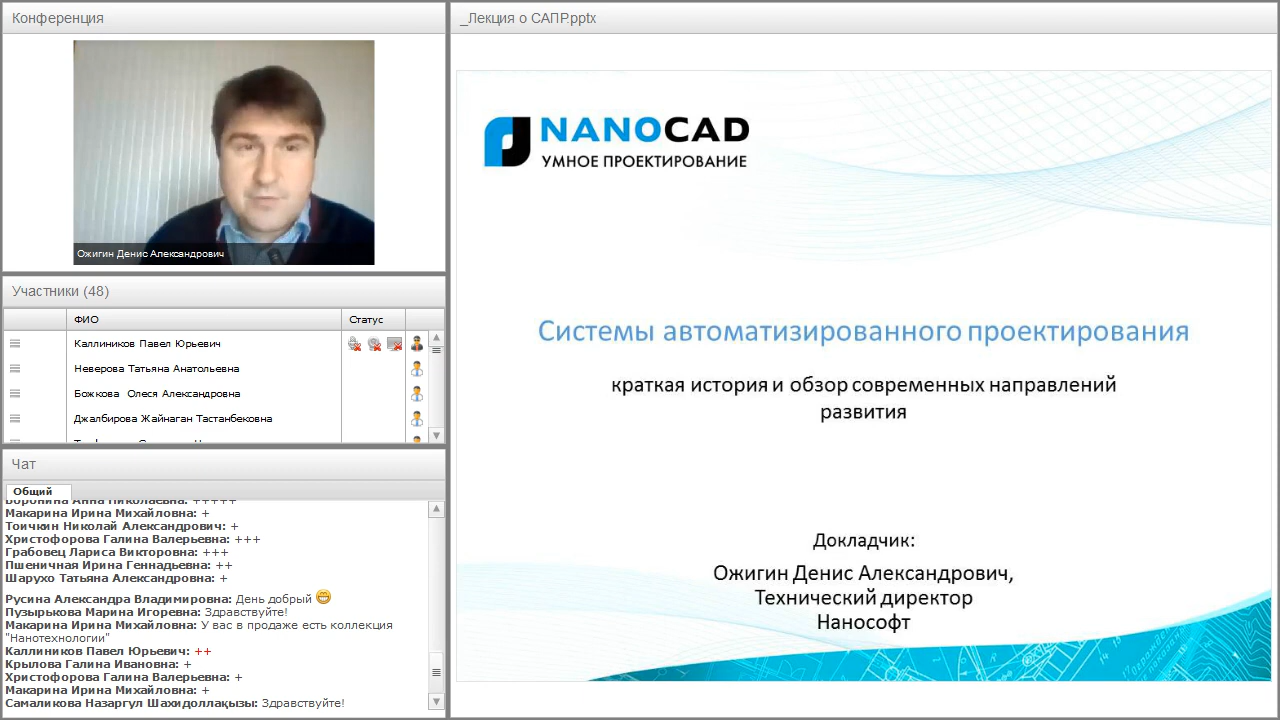 Конференция
Ожигин Денис Александрович
Участники (48)
ФИО
Статус
Каллиников Павел Юрьевич
Неверова Татьяна Анатольевна
Божкова Олеся Александровна
Джалбирова Жайнаган Тастанбековна
Чат
Общий
Воронина Анна Николаевна: +++++
Макарина Ирина Михайловна: +
Тоичкин Николай Александрович: +
Христофорова Галина Валерьевна: +++
Грабовец Лариса Викторовна: +++
Пшеничная Ирина Геннадьевна: ++
Шарухо Татьяна Александровна: +
Русина Александра Владимировна: День добрый
Пузырькова Марина Игоревна: Здравствуйте!
Макарина Ирина Михайловна: У вас в продаже есть коллекция
"Нанотехнологии"
Каллиников Павел Юрьевич: ++
Крылова Галина Ивановна: +
Христофорова Галина Валерьевна: +
Макарина Ирина Михайловна: +
Самаликова Назаргул Шахидоллақызы: Здравствуйте!
_Лекция о САПР.pptx
NANOCAD
УМНОЕ ПРОЕКТИРОВАНИЕ
Системы автоматизированного проектирования
краткая история и обзор современных направлений
развития
Докладчик:
Ожигин Денис Александрович,
Технический директор
Нанософт